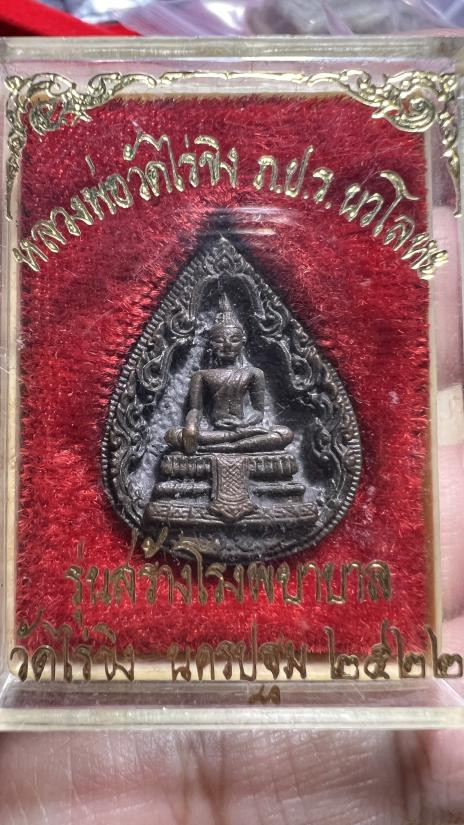 หลวงพ่อวัดไร่ขิง ภ.ป.ร. นวโลหะ
รุ่นสร้างโรงพยาบาล
วัดไร่ขิง นครปฐม ๒๕๒๒